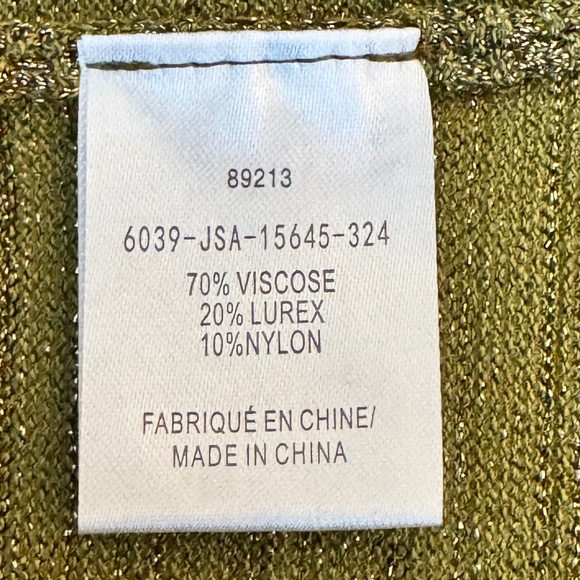 89213
6039-JSA-15645-324
70% VISCOSE
20% LUREX
10%NYLON
FABRIQUÉ EN CHINE/
MADE IN CHINA